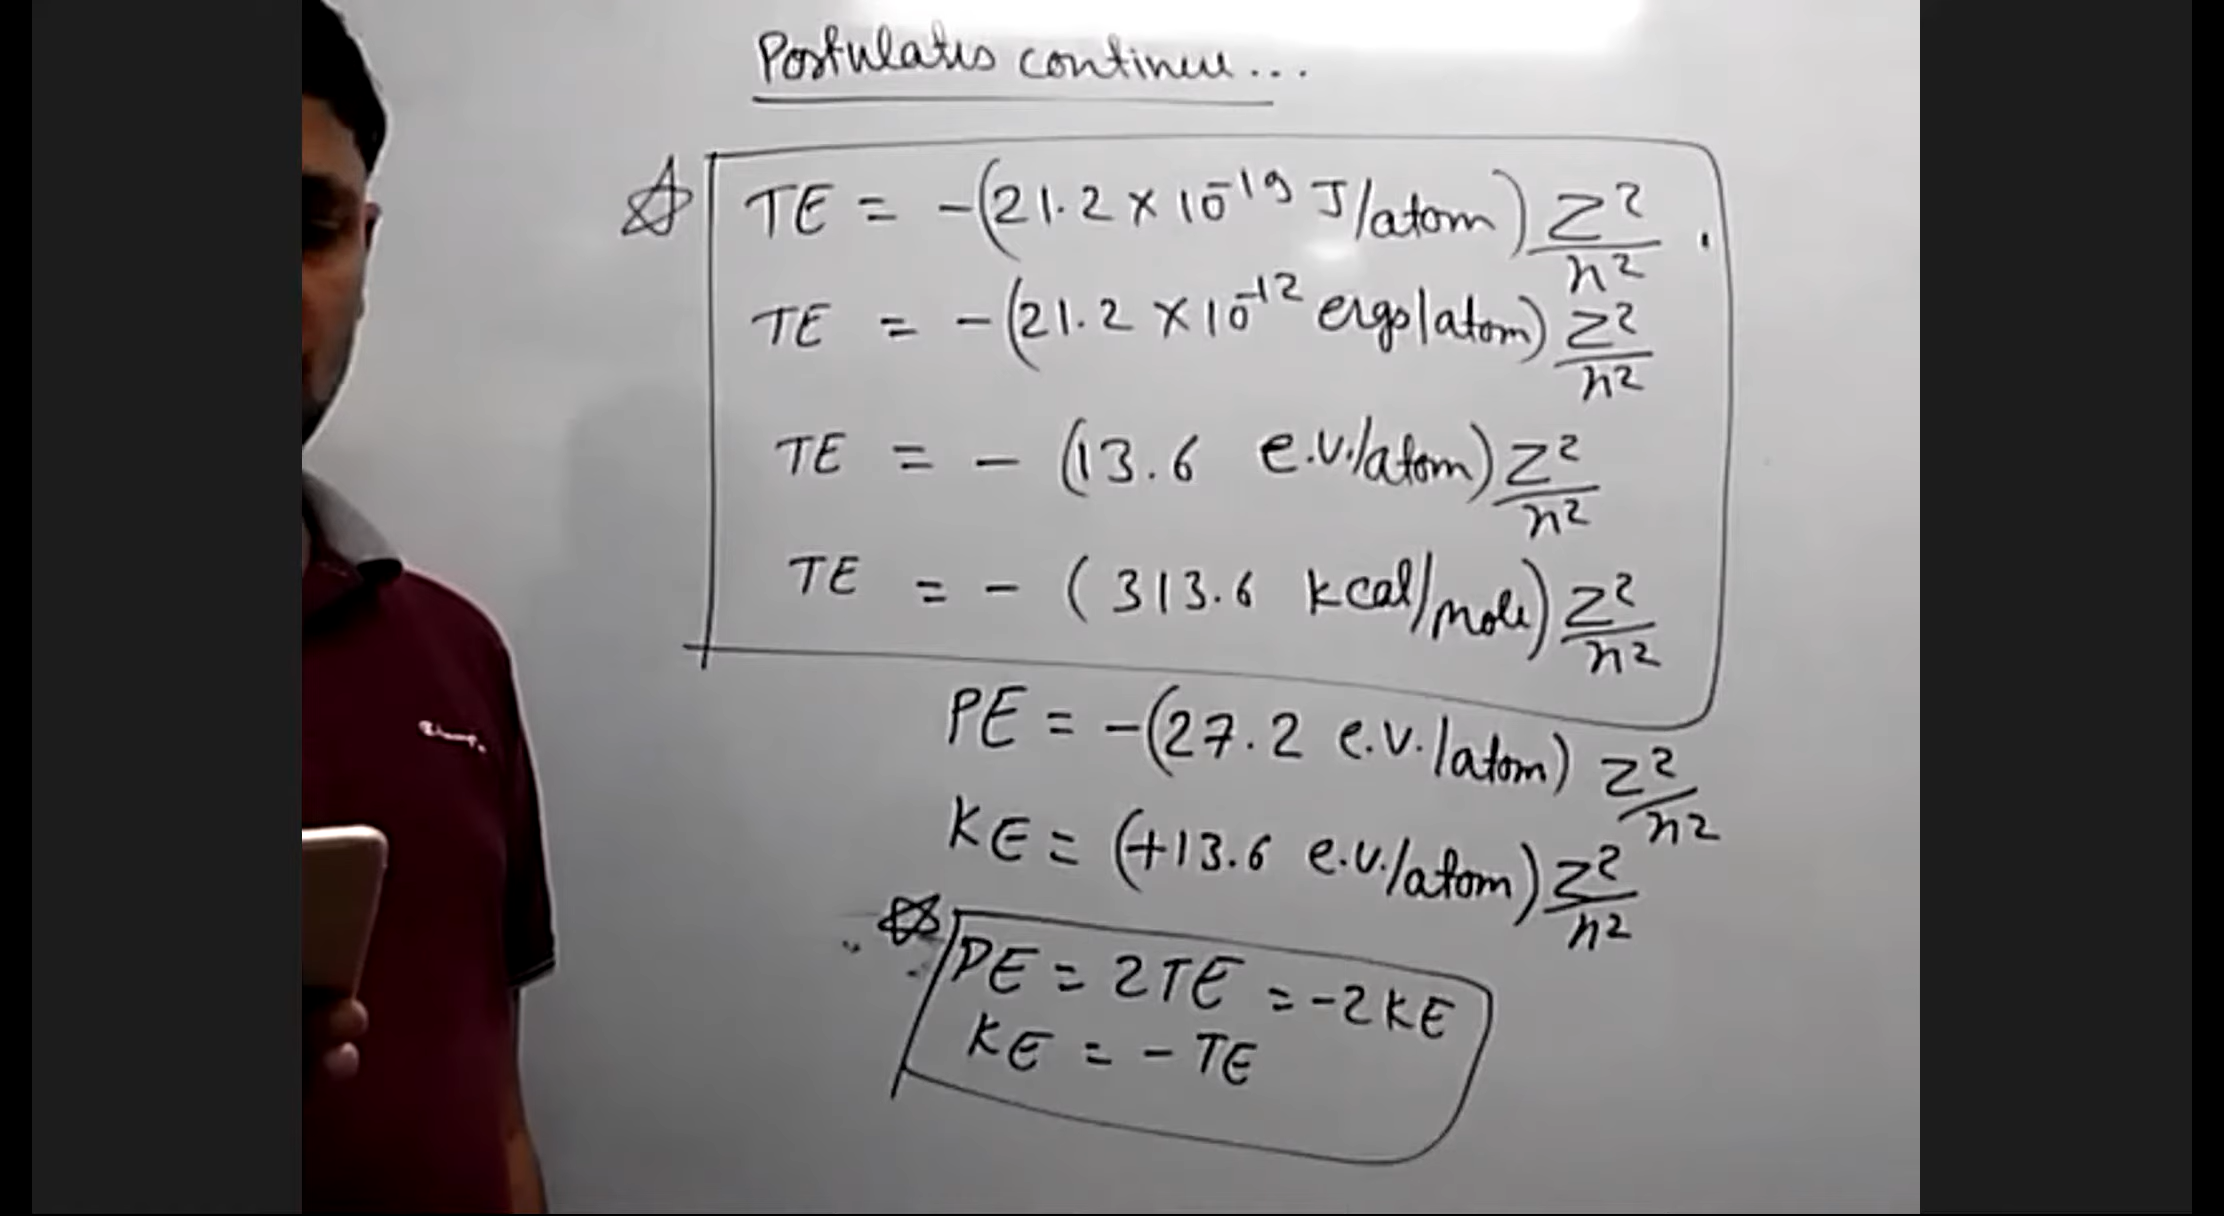 Postulates continue...
TE = -(21.2 × 10⁻¹⁹ J/atom) Z²/n² .
TE = -(21.2 × 10⁻¹² ergs/atom) Z²/n²
TE = - (13.6 e.v./atom) Z²/n²
TE = - (313.6 kcal/mole) Z²/n²
PE = -(27.2 e.v./atom) Z²/n²
KE = (+13.6 e.v./atom) Z²/n²
PE = 2TE = -2KE
KE = - TE